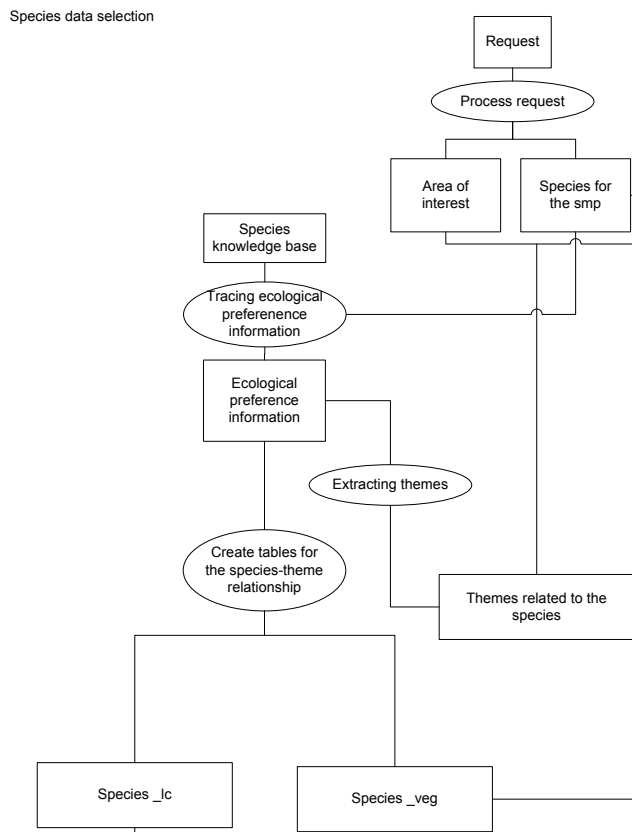 Species data selection
Request
Process request
Area of
interest
Species for
the smp
Species
knowledge base
Tracing ecological
preferenence
information
Ecological
preference
information
Extracting themes
Create tables for
the species-theme
relationship
Themes related to the
species
Species _lc
Species _veg